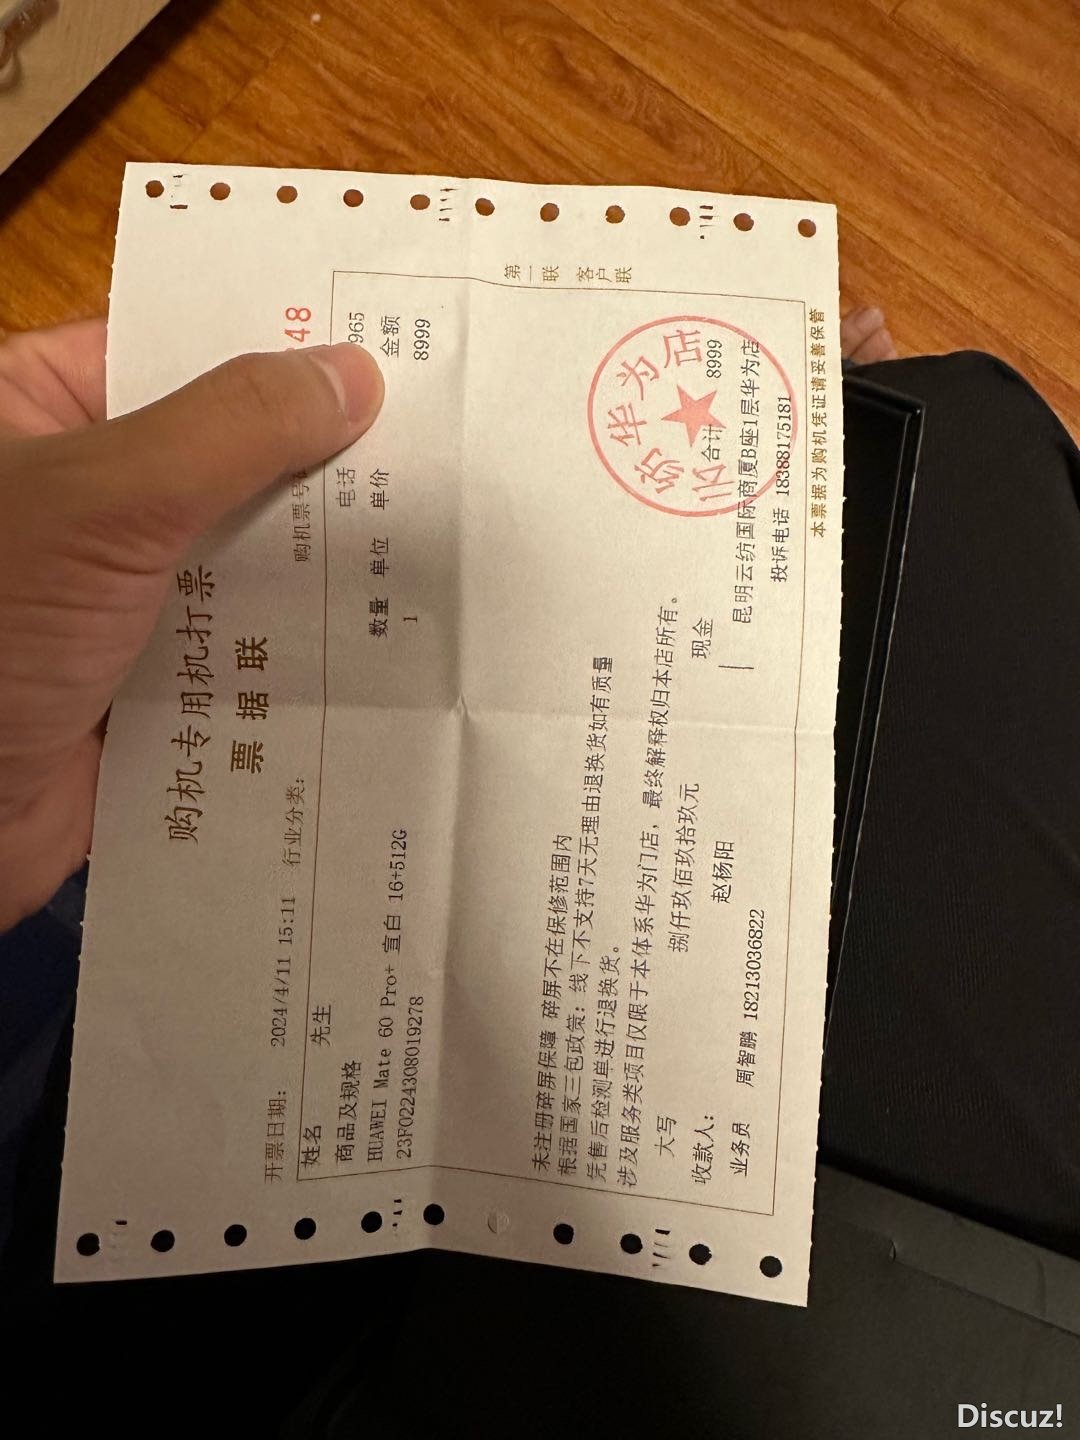 购机专用机打票
票据联
48
开票日期： 2024/4/11 15:11 行业分类： 购机票号
姓名 先生 电话 965
商品及规格 数量 单位 单价 金额
HUAWEI Mate 60 Pro+ 宣白 16+512G 1 8999
23F0224308019278
未注册碎屏保障 碎屏不在保修范围内
根据国家三包政策：线下不支持7天无理由退换货如有质量
凭售后检测单进行退换货。
涉及服务类项目仅限于本体系华为门店，最终解释权归本店所有。
大写 捌仟玖佰玖拾玖元 现金 合计 8999
收款人： 赵杨阳 昆明云纺国际商厦B座1层华为店
业务员 周智鹏 18213036822 投诉电话 18388175181
第一联 客户联
本票据为购机凭证请妥善保管
华为店
Discuz!